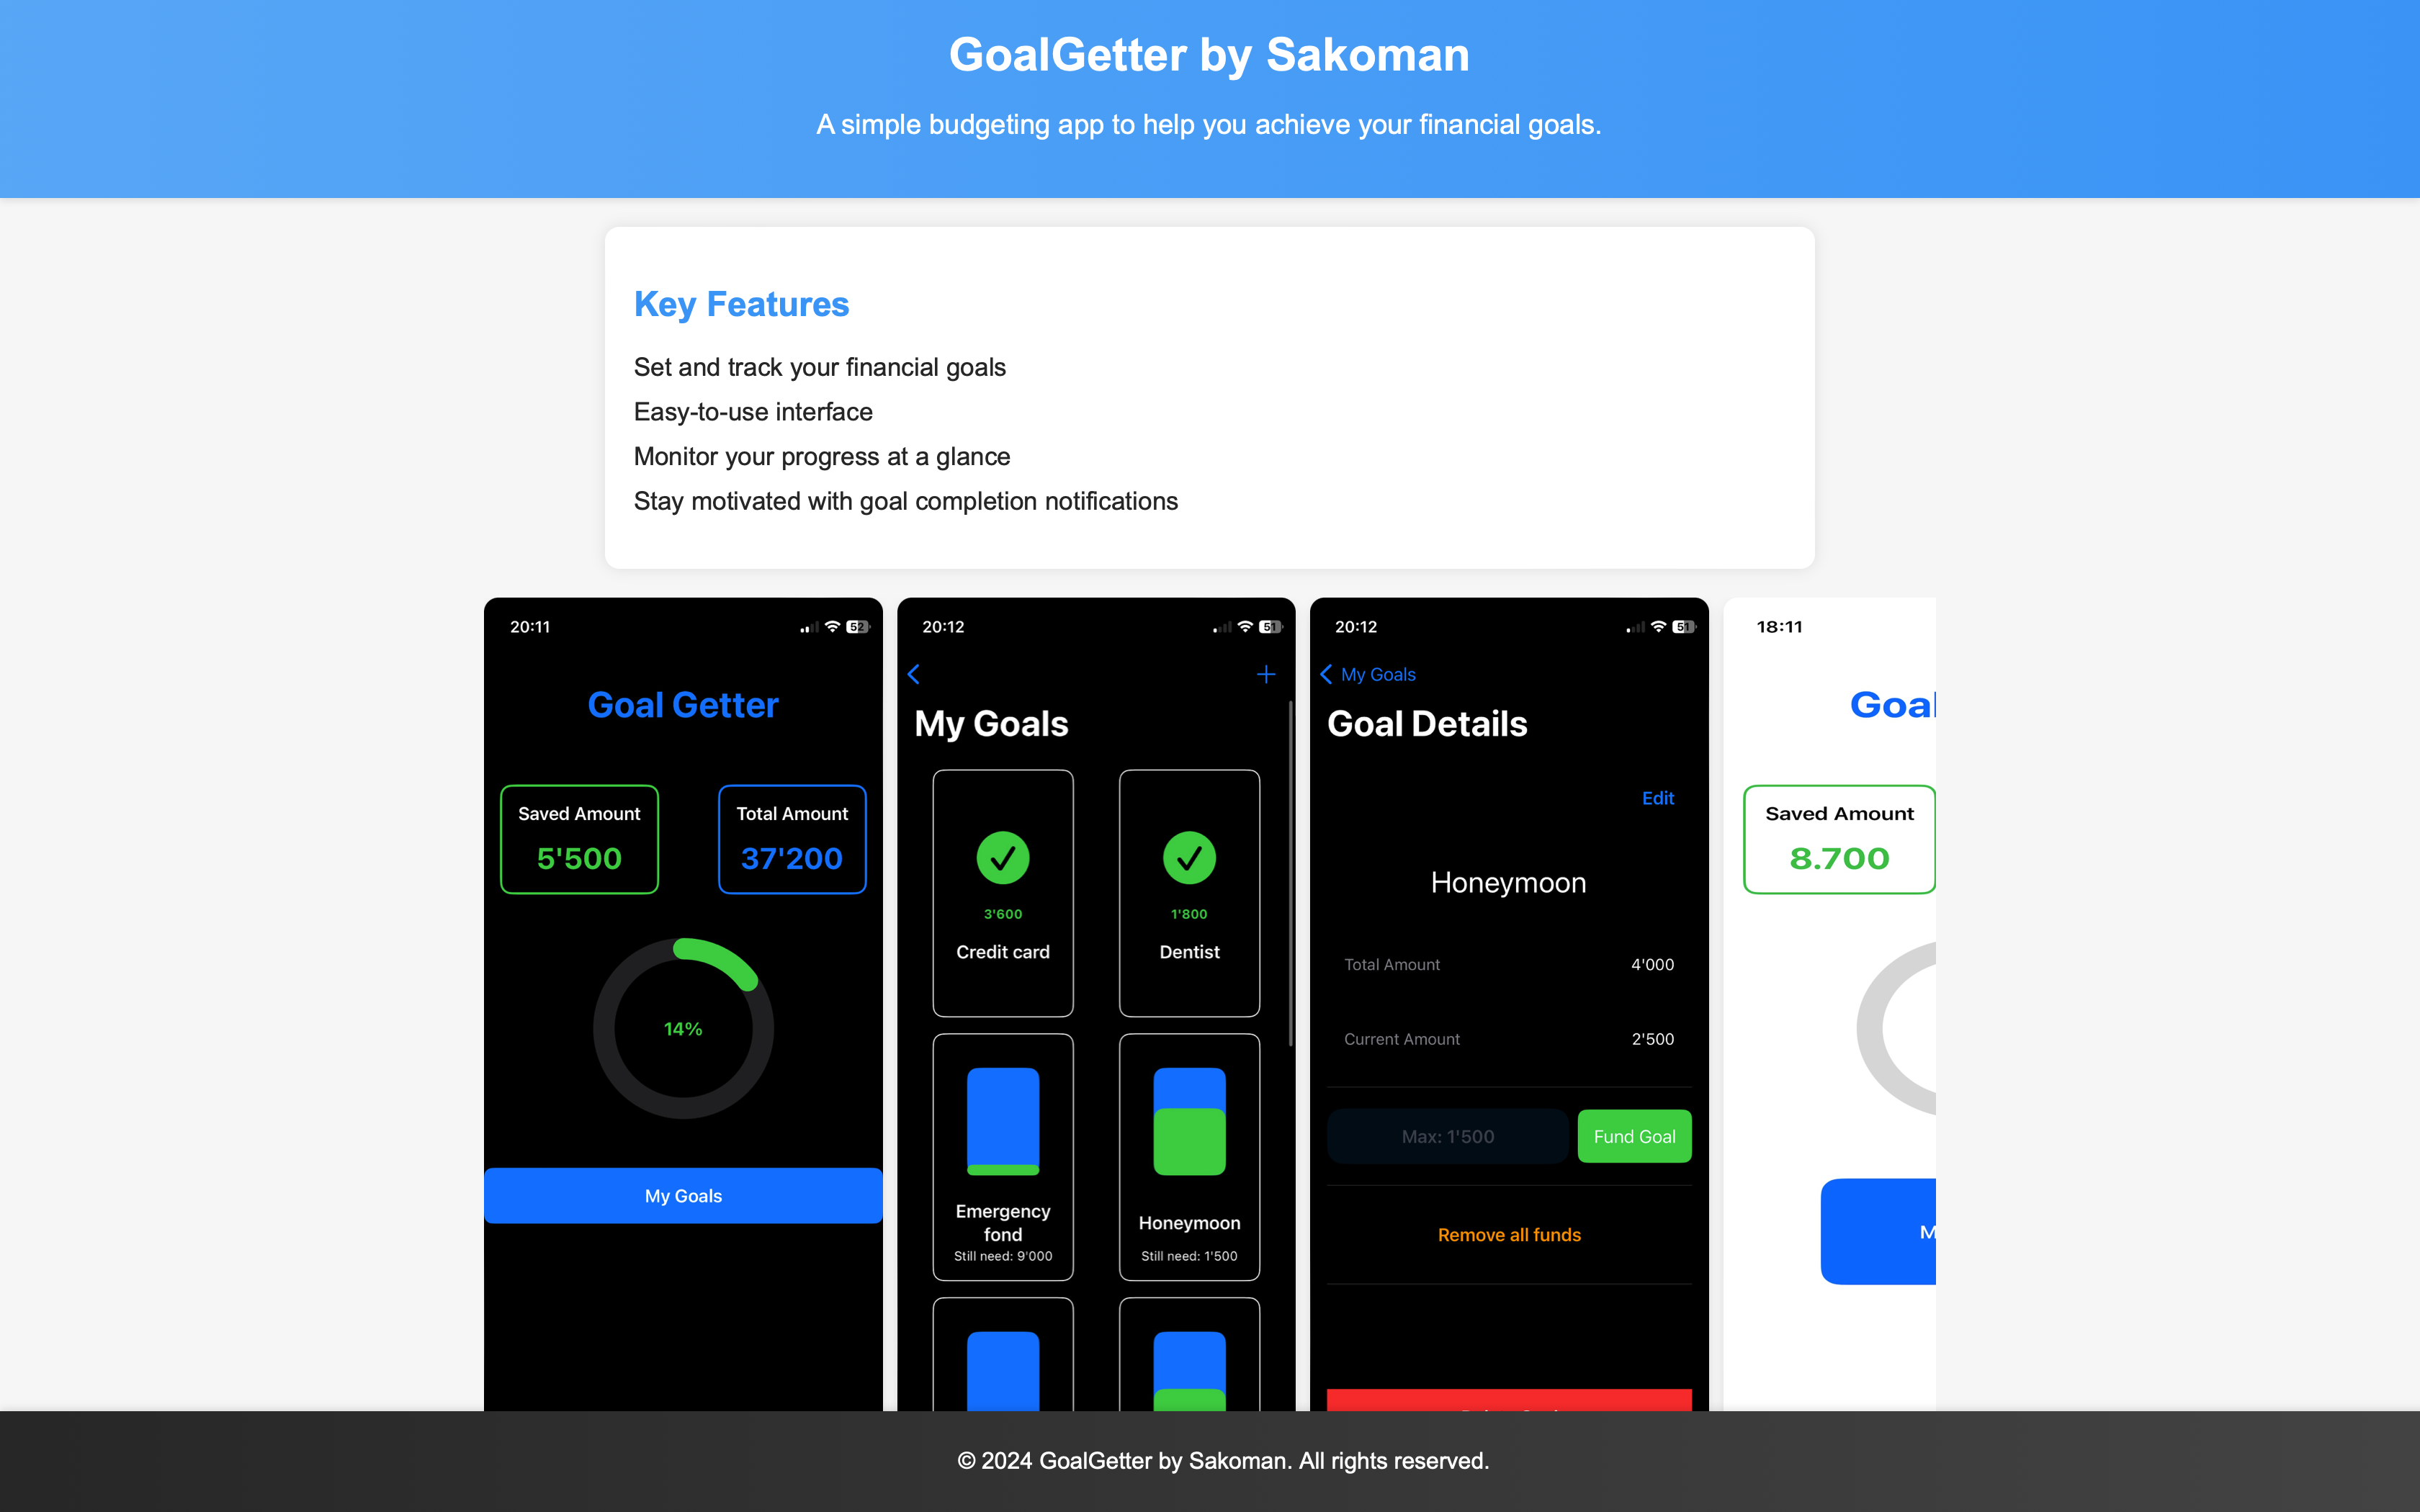 GoalGetter by Sakoman
A simple budgeting app to help you achieve your financial goals.
Key Features
Set and track your financial goals
Easy-to-use interface
Monitor your progress at a glance
Stay motivated with goal completion notifications
20:11
52
Goal Getter
Saved Amount
5'500
Total Amount
37'200
14%
My Goals
20:12
51
My Goals
3'600
Credit card
1'800
Dentist
Emergency
fond
Still need: 9'000
Honeymoon
Still need: 1'500
20:12
51
My Goals
Goal Details
Edit
Honeymoon
Total Amount
4'000
Current Amount
2'500
Max: 1'500
Fund Goal
Remove all funds
18:11
Goal
Saved Amount
8.700
M
© 2024 GoalGetter by Sakoman. All rights reserved.